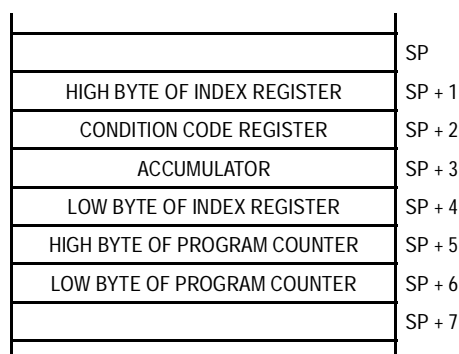 SP
HIGH BYTE OF INDEX REGISTER SP + 1
CONDITION CODE REGISTER SP + 2
ACCUMULATOR SP + 3
LOW BYTE OF INDEX REGISTER SP + 4
HIGH BYTE OF PROGRAM COUNTER SP + 5
LOW BYTE OF PROGRAM COUNTER SP + 6
SP + 7